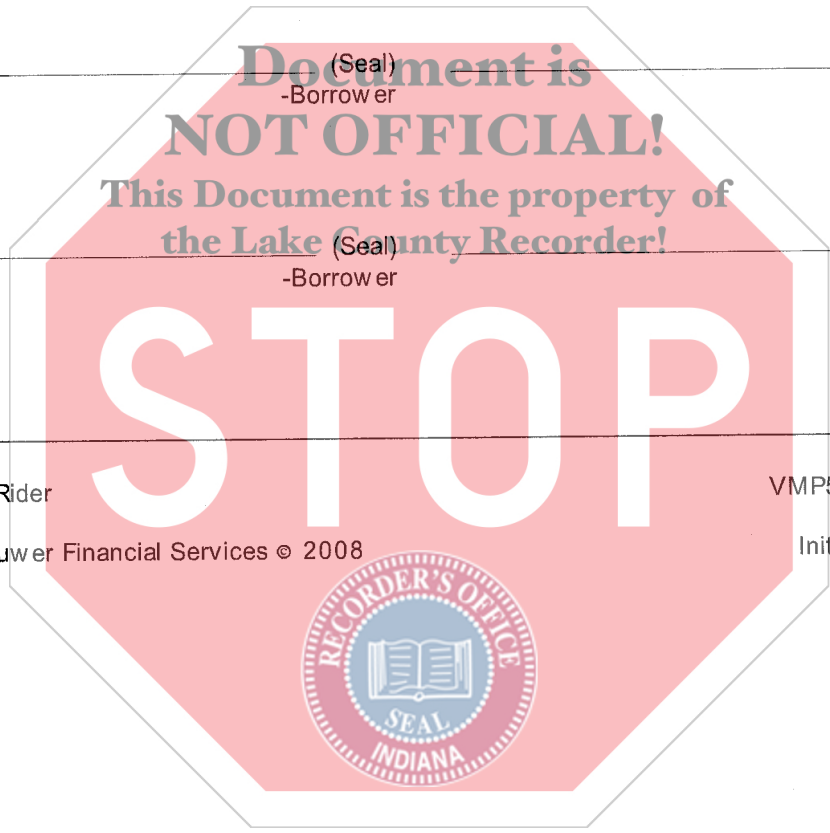 Document is
(Seal)
-Borrower
NOT OFFICIAL!
This Document is the property of
the Lake County Recorder!
(Seal)
-Borrower
STOP
Rider
VMP5
uwer Financial Services © 2008
Init
RECORDER'S OFFICE
SEAL
INDIANA